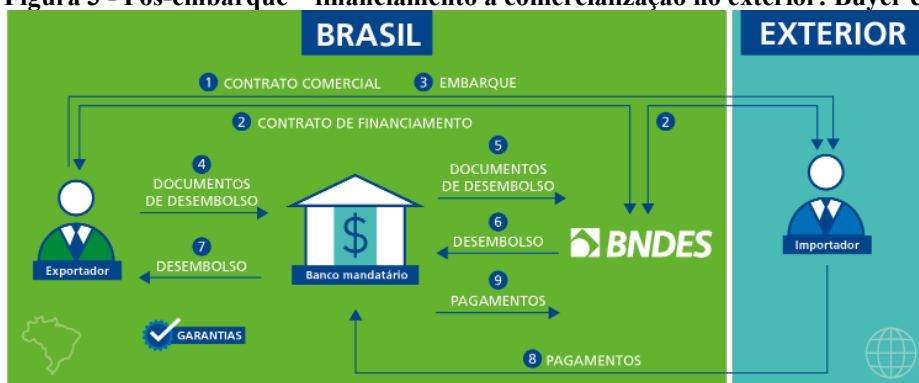 Figura 3 - Pós-embarque – financiamento à comercialização no exterior: Buyer
BRASIL
EXTERIOR
1 CONTRATO COMERCIAL
3 EMBARQUE
2 CONTRATO DE FINANCIAMENTO
2
4
DOCUMENTOS
DE DESEMBOLSO
5
DOCUMENTOS
DE DESEMBOLSO
$
6
DESEMBOLSO
BNDES
7
DESEMBOLSO
Exportador
Banco mandatário
Importador
9
PAGAMENTOS
GARANTIAS
8 PAGAMENTOS